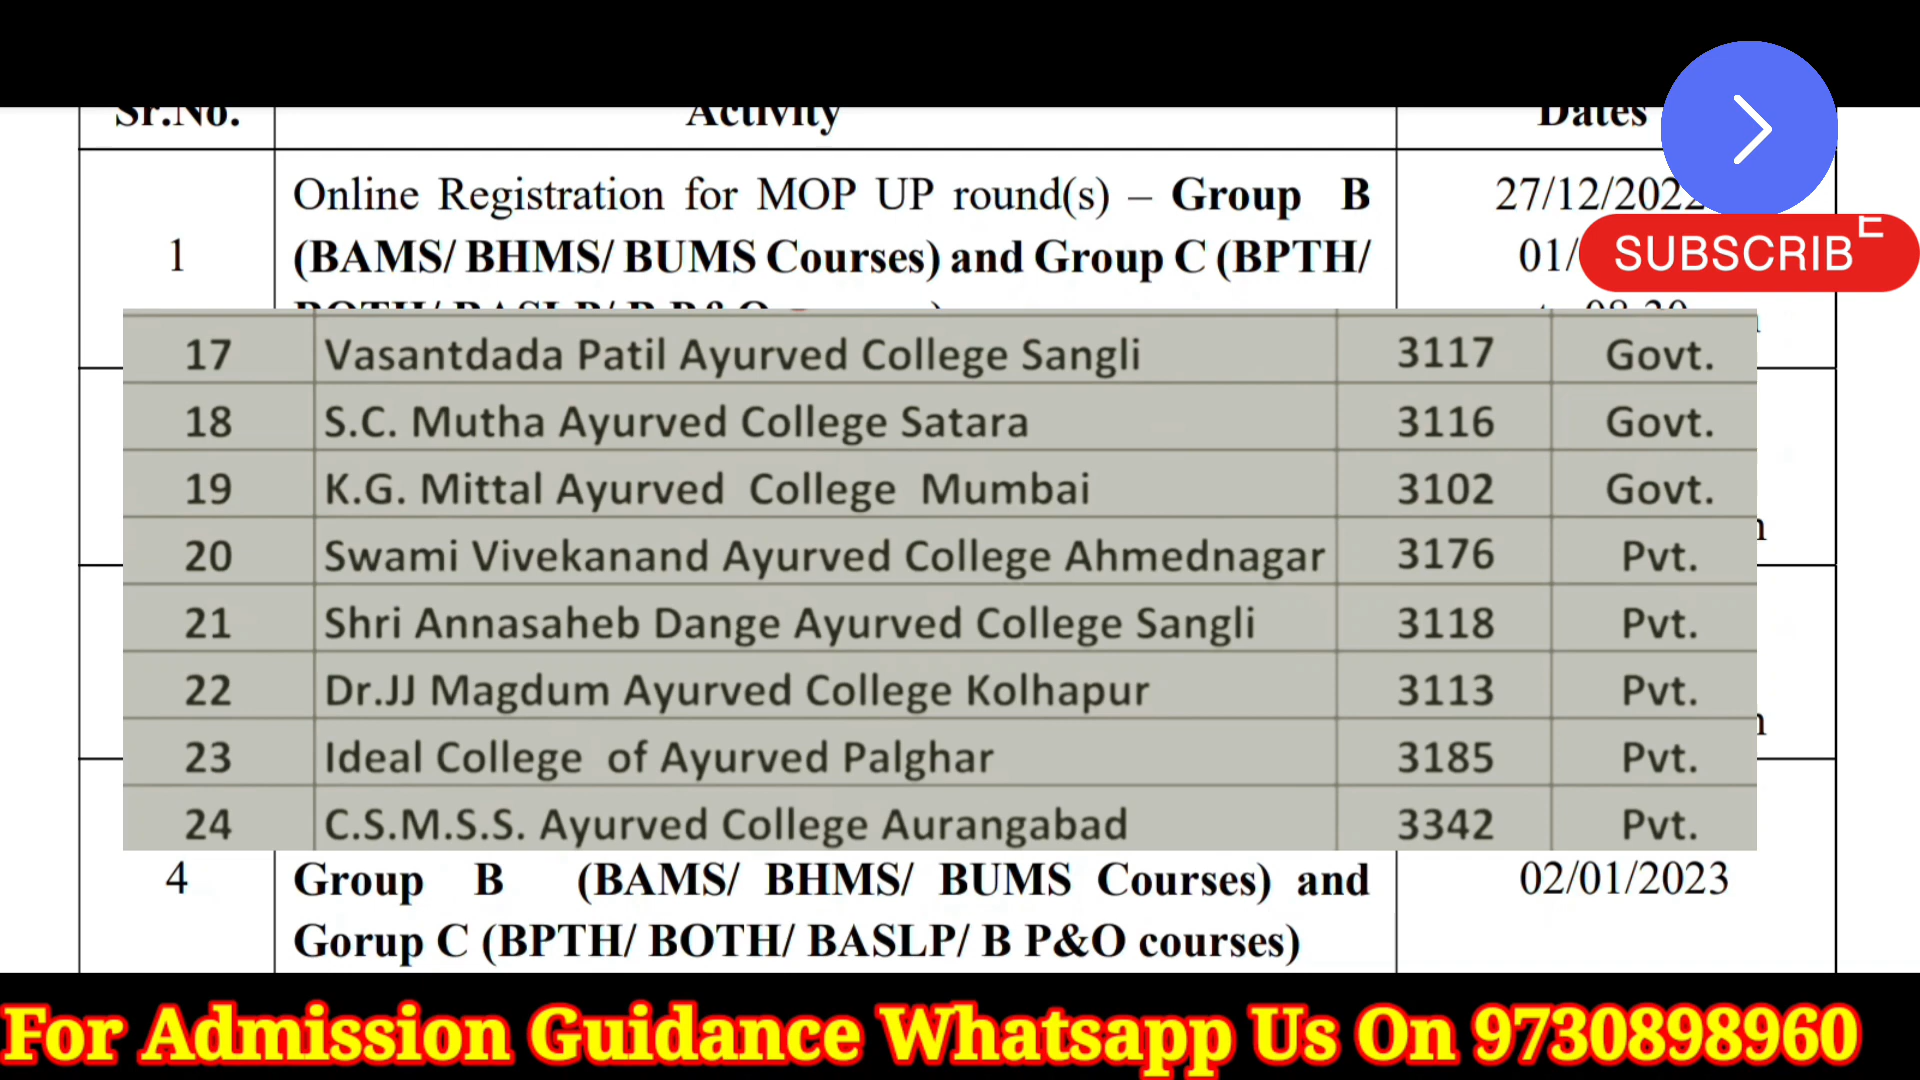 Sr.No. Activity Dates
Online Registration for MOP UP round(s) – Group B 27/12/2022
1 (BAMS/ BHMS/ BUMS Courses) and Group C (BPTH/ 01/
SUBSCRIBE
17 Vasantdada Patil Ayurved College Sangli 3117 Govt.
18 S.C. Mutha Ayurved College Satara 3116 Govt.
19 K.G. Mittal Ayurved College Mumbai 3102 Govt.
20 Swami Vivekanand Ayurved College Ahmednagar 3176 Pvt.
21 Shri Annasaheb Dange Ayurved College Sangli 3118 Pvt.
22 Dr.JJ Magdum Ayurved College Kolhapur 3113 Pvt.
23 Ideal College of Ayurved Palghar 3185 Pvt.
24 C.S.M.S.S. Ayurved College Aurangabad 3342 Pvt.
4 Group B (BAMS/ BHMS/ BUMS Courses) and 02/01/2023
Gorup C (BPTH/ BOTH/ BASLP/ B P&O courses)
For Admission Guidance Whatsapp Us On 9730898960